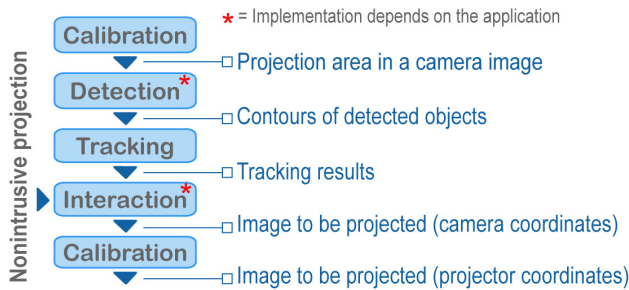 * = Implementation depends on the application
Calibration
Projection area in a camera image
Detection*
Contours of detected objects
Tracking
Tracking results
Nonintrusive projection
Interaction*
Image to be projected (camera coordinates)
Calibration
Image to be projected (projector coordinates)